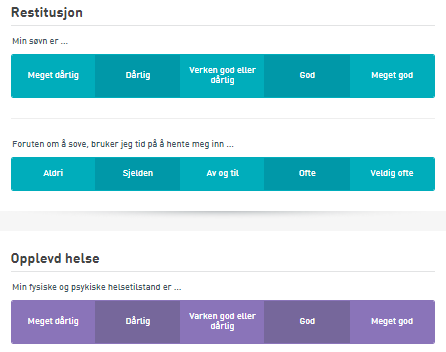 Restitusjon
Min søvn er ...
Meget dårlig Dårlig Verken god eller dårlig God Meget god
Foruten om å sove, bruker jeg tid på å hente meg inn ...
Aldri Sjelden Av og til Ofte Veldig ofte
Opplevd helse
Min fysiske og psykiske helsetilstand er ...
Meget dårlig Dårlig Varken god eller dårlig God Meget god